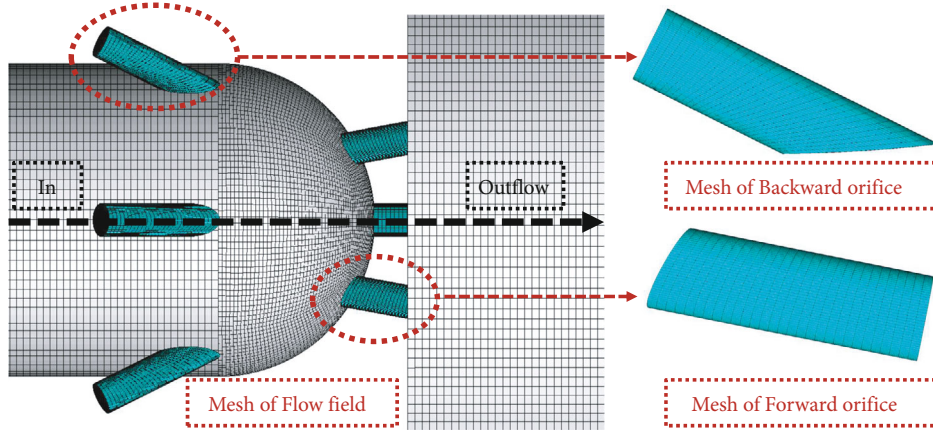 In
Outflow
Mesh of Backward orifice
Mesh of Flow field
Mesh of Forward orifice